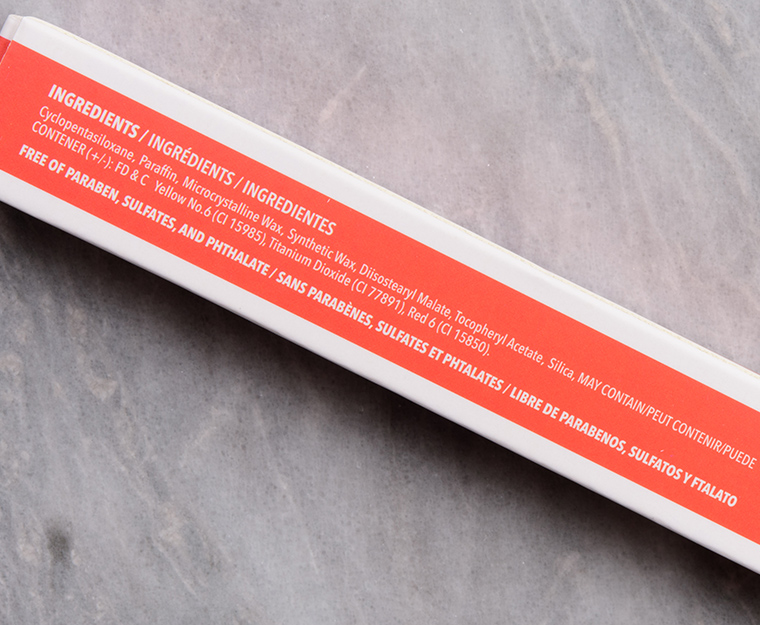 INGREDIENTS / INGRÉDIENTS / INGREDIENTES
Cyclopentasiloxane, Paraffin, Microcrystalline Wax, Synthetic Wax, Diisostearyl Malate, Tocopheryl Acetate, Silica, MAY CONTAIN/PEUT CONTENIR/PUEDE
CONTENER (+/-): FD & C Yellow No.6 (CI 15985), Titanium Dioxide (CI 77891), Red 6 (CI 15850).
FREE OF PARABEN, SULFATES, AND PHTHALATE / SANS PARABÈNES, SULFATES ET PHTALATES / LIBRE DE PARABENOS, SULFATOS Y FTALATO